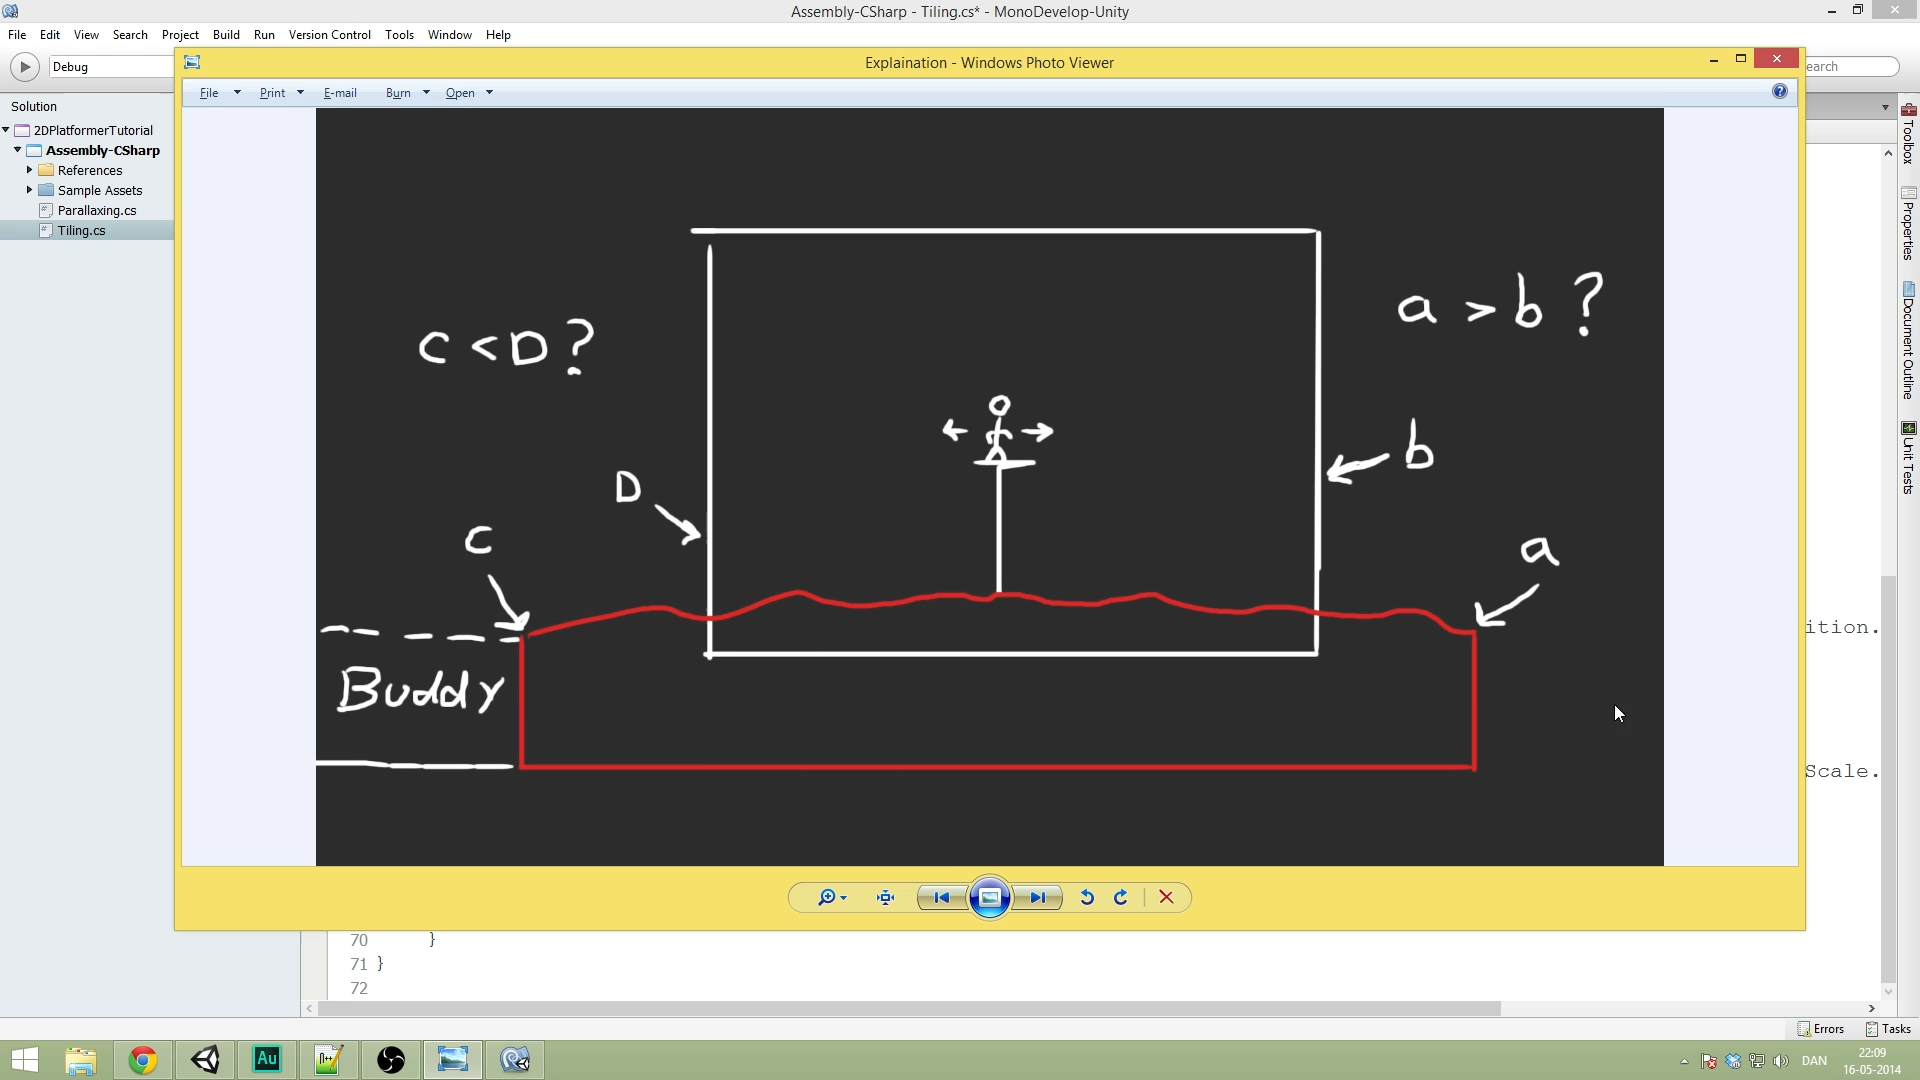 Assembly-CSharp - Tiling.cs* - MonoDevelop-Unity
File Edit View Search Project Build Run Version Control Tools Window Help
Debug
earch
Explaination - Windows Photo Viewer
File Print E-mail Burn Open
Solution
2DPlatformerTutorial
Assembly-CSharp
References
Sample Assets
Parallaxing.cs
Tiling.cs
a > b ?
C < D ?
b
D
C
a
Buddy
ition.
Scale.
70 }
71 }
72
Toolbox
Properties
Document Outline
Unit Tests
Errors Tasks
Au
n++
DAN
22:09
16-05-2014